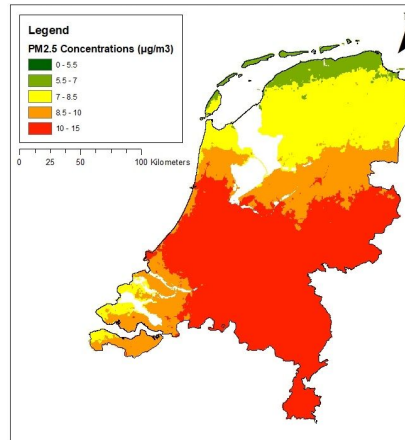 Legend
PM2.5 Concentrations (µg/m3)
0 - 5.5
5.5 - 7
7 - 8.5
8.5 - 10
10 - 15
0 25 50 100 Kilometers